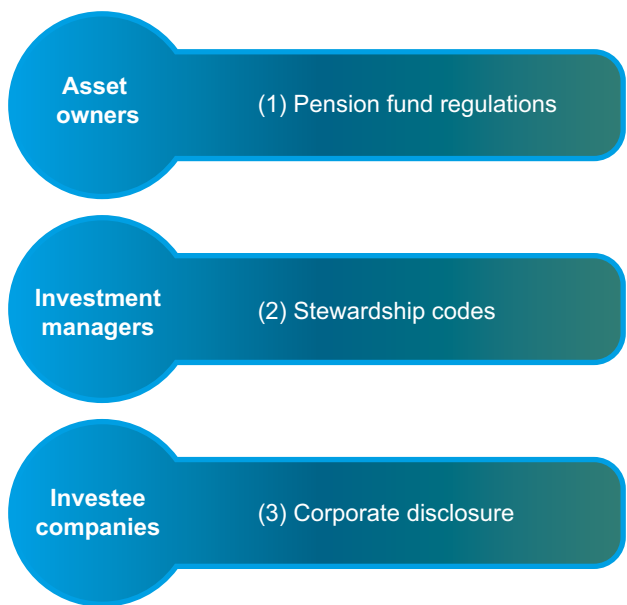 Asset
owners
(1) Pension fund regulations
Investment
managers
(2) Stewardship codes
Investee
companies
(3) Corporate disclosure